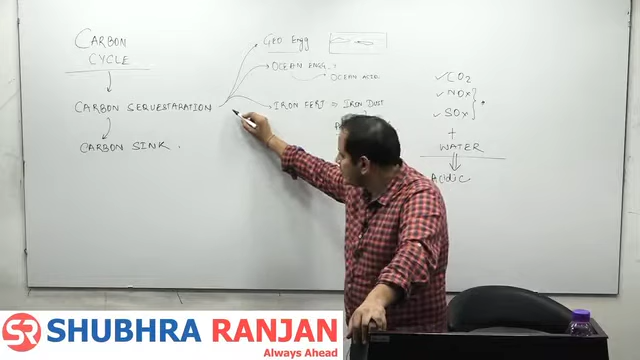 CARBON
CYCLE
CARBON SEQUESTARATION
CARBON SINK.
GEO Engg
OCEAN ENGG.
OCEAN ACID.
IRON FERT ⇒ IRON DUST
✓CO2
✓NOx
✓SOx
+
WATER
Acidic
SR SHUBHRA RANJAN
Always Ahead